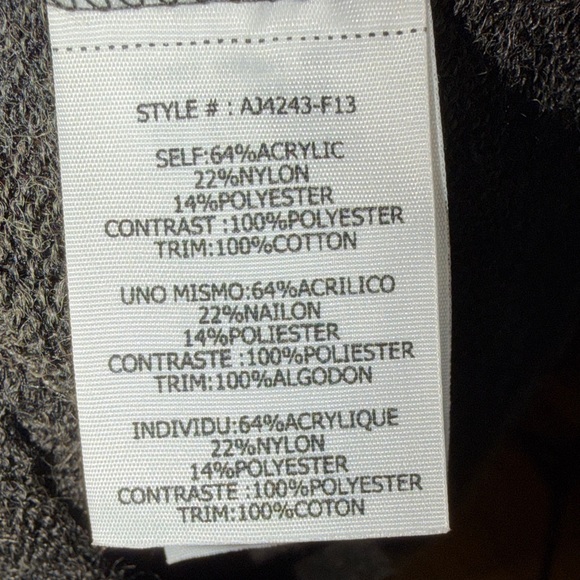 STYLE # : AJ4243-F13
SELF:64%ACRYLIC
22%NYLON
14%POLYESTER
CONTRAST :100%POLYESTER
TRIM:100%COTTON
UNO MISMO:64%ACRILICO
22%NAILON
14%POLIESTER
CONTRASTE :100%POLIESTER
TRIM:100%ALGODON
INDIVIDU:64%ACRYLIQUE
22%NYLON
14%POLYESTER
CONTRASTE :100%POLYESTER
TRIM:100%COTON